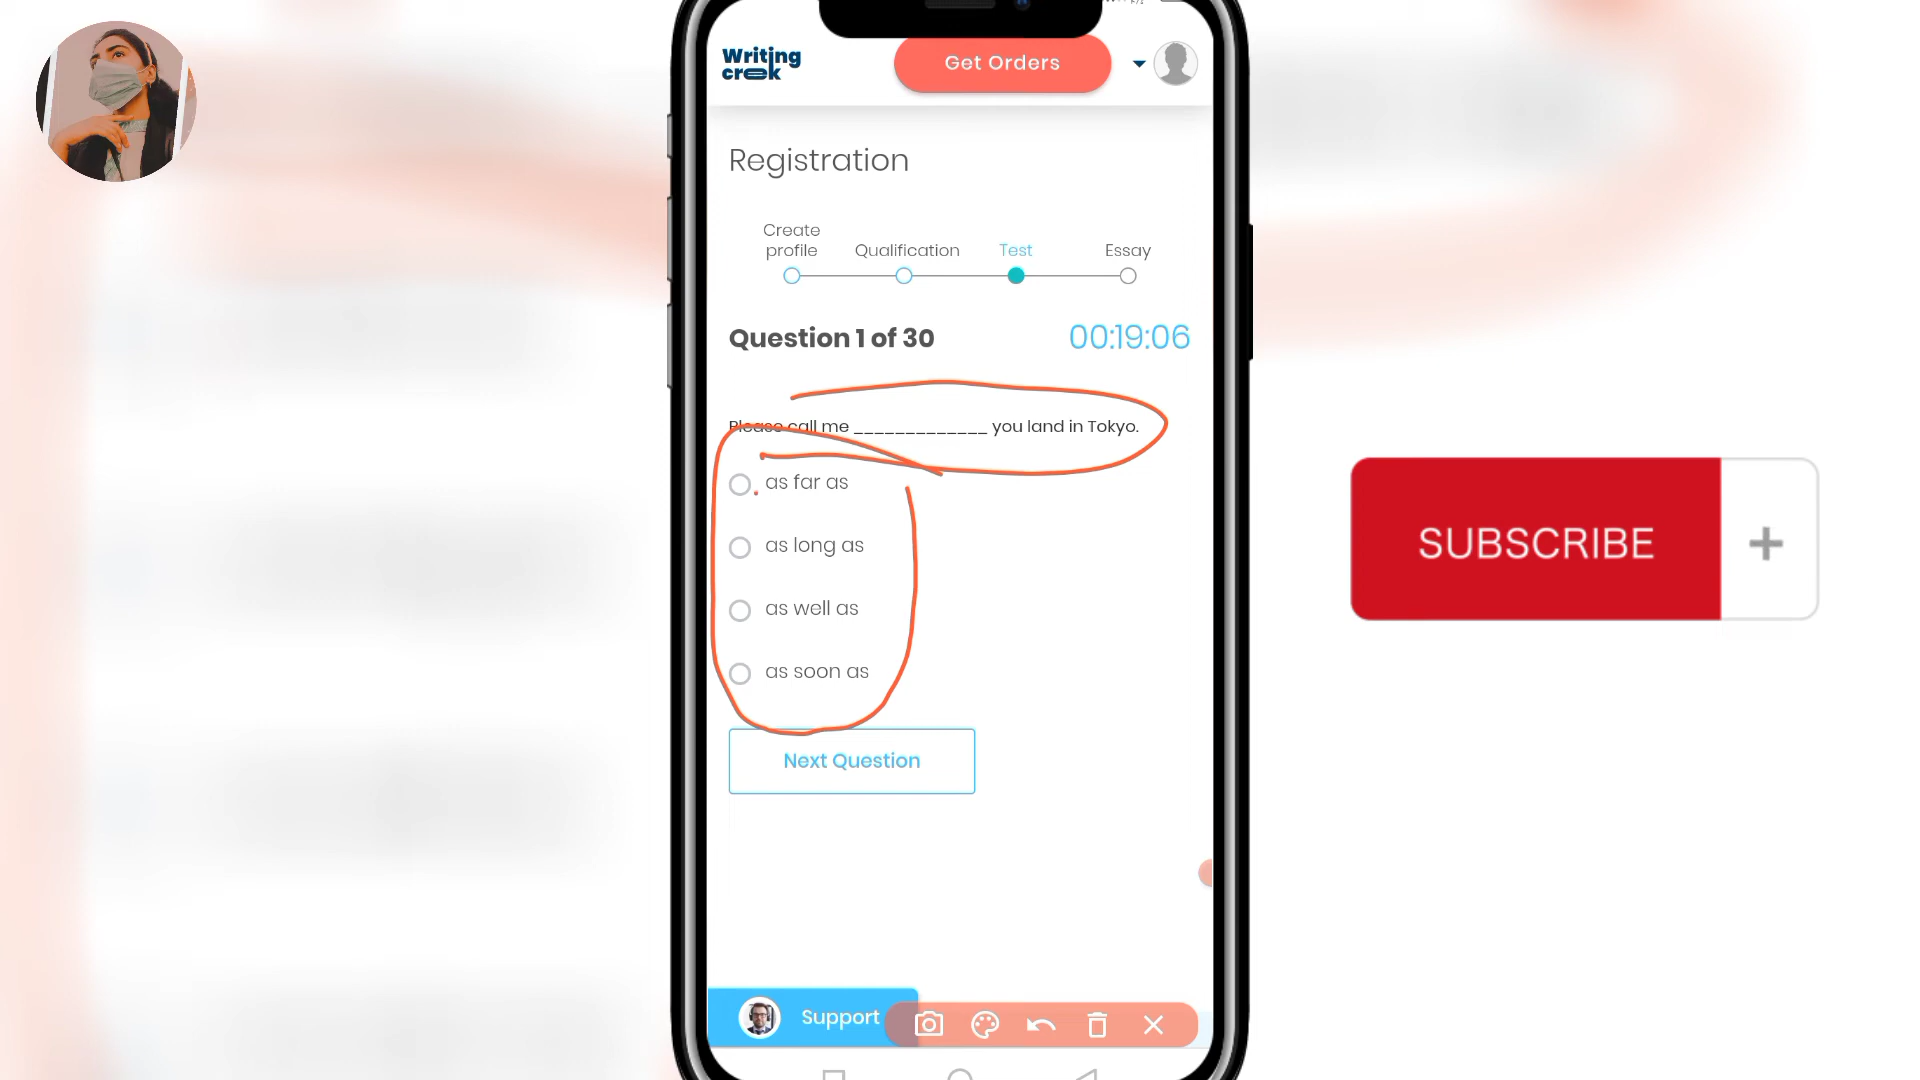 Writing
creek
Get Orders
Registration
Create
profile
Qualification
Test
Essay
Question 1 of 30
00:19:06
Please call me _____________ you land in Tokyo.
as far as
as long as
as well as
as soon as
Next Question
Support
SUBSCRIBE +